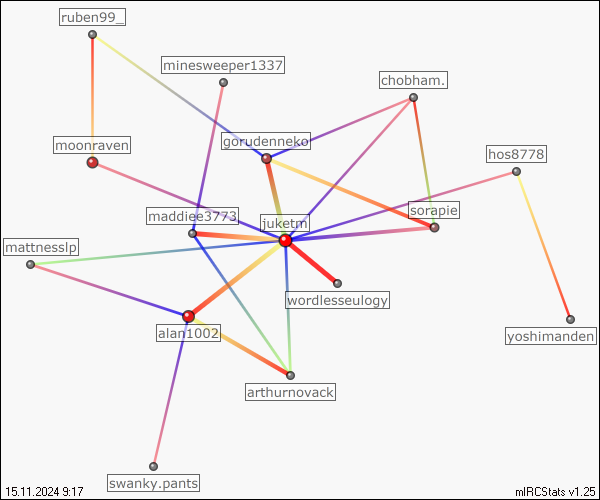 ruben99_
minesweeper1337
chobham.
moonraven
gorudenneko
hos8778
maddiee3773
juketm
sorapie
mattnesslp
wordlesseulogy
alan1002
yoshimanden
arthurnovack
swanky.pants
15.11.2024 9:17
mIRCStats v1.25